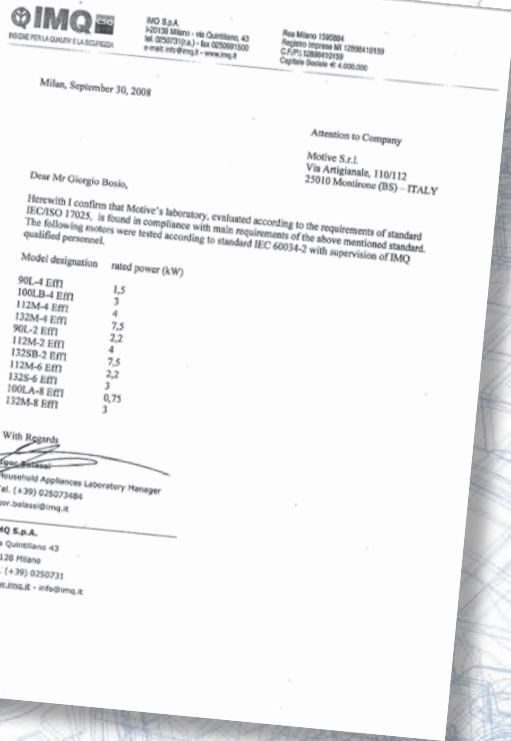 IMQ CSQ
INSIEME PER LA QUALITA' E LA SICUREZZA
IMQ S.p.A.
I-20138 Milano - via Quintiliano, 43
tel. 0250731(r.a.) - fax 0250991500
e-mail: info@imq.it - www.imq.it
Rea Milano 1595884
Registro Imprese MI 12898410159
C.F/P.I. 12898410159
Capitale Sociale € 4.000.000
Milan, September 30, 2008
Attention to Company
Motive S.r.l.
Via Artigianale, 110/112
25010 Montirone (BS) – ITALY
Dear Mr Giorgio Bosio,
Herewith I confirm that Motive's laboratory, evaluated according to the requirements of standard
IEC/ISO 17025, is found in compliance with main requirements of the above mentioned standard.
The following motors were tested according to standard IEC 60034-2 with supervision of IMQ
qualified personnel.
Model designation rated power (kW)
90L-4 Eff1 1,5
100LB-4 Eff1 3
112M-4 Eff1 4
132M-4 Eff1 7,5
90L-2 Eff1 2,2
112M-2 Eff1 4
132SB-2 Eff1 7,5
112M-6 Eff1 2,2
132S-6 Eff1 3
100LA-8 Eff1 0,75
132M-8 Eff1 3
With Regards
Igor Balassi
Household Appliances Laboratory Manager
Tel. (+39) 025073484
gor.balassi@imq.it
MQ S.p.A.
Quintiliano 43
138 Milano
(+39) 0250731
.imq.it - info@imq.it